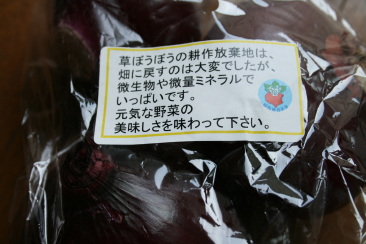 草ぼうぼうの耕作放棄地は、
畑に戻すのは大変でしたが、
微生物や微量ミネラルで
いっぱいです。
元気な野菜の
美味しさを味わって下さい。